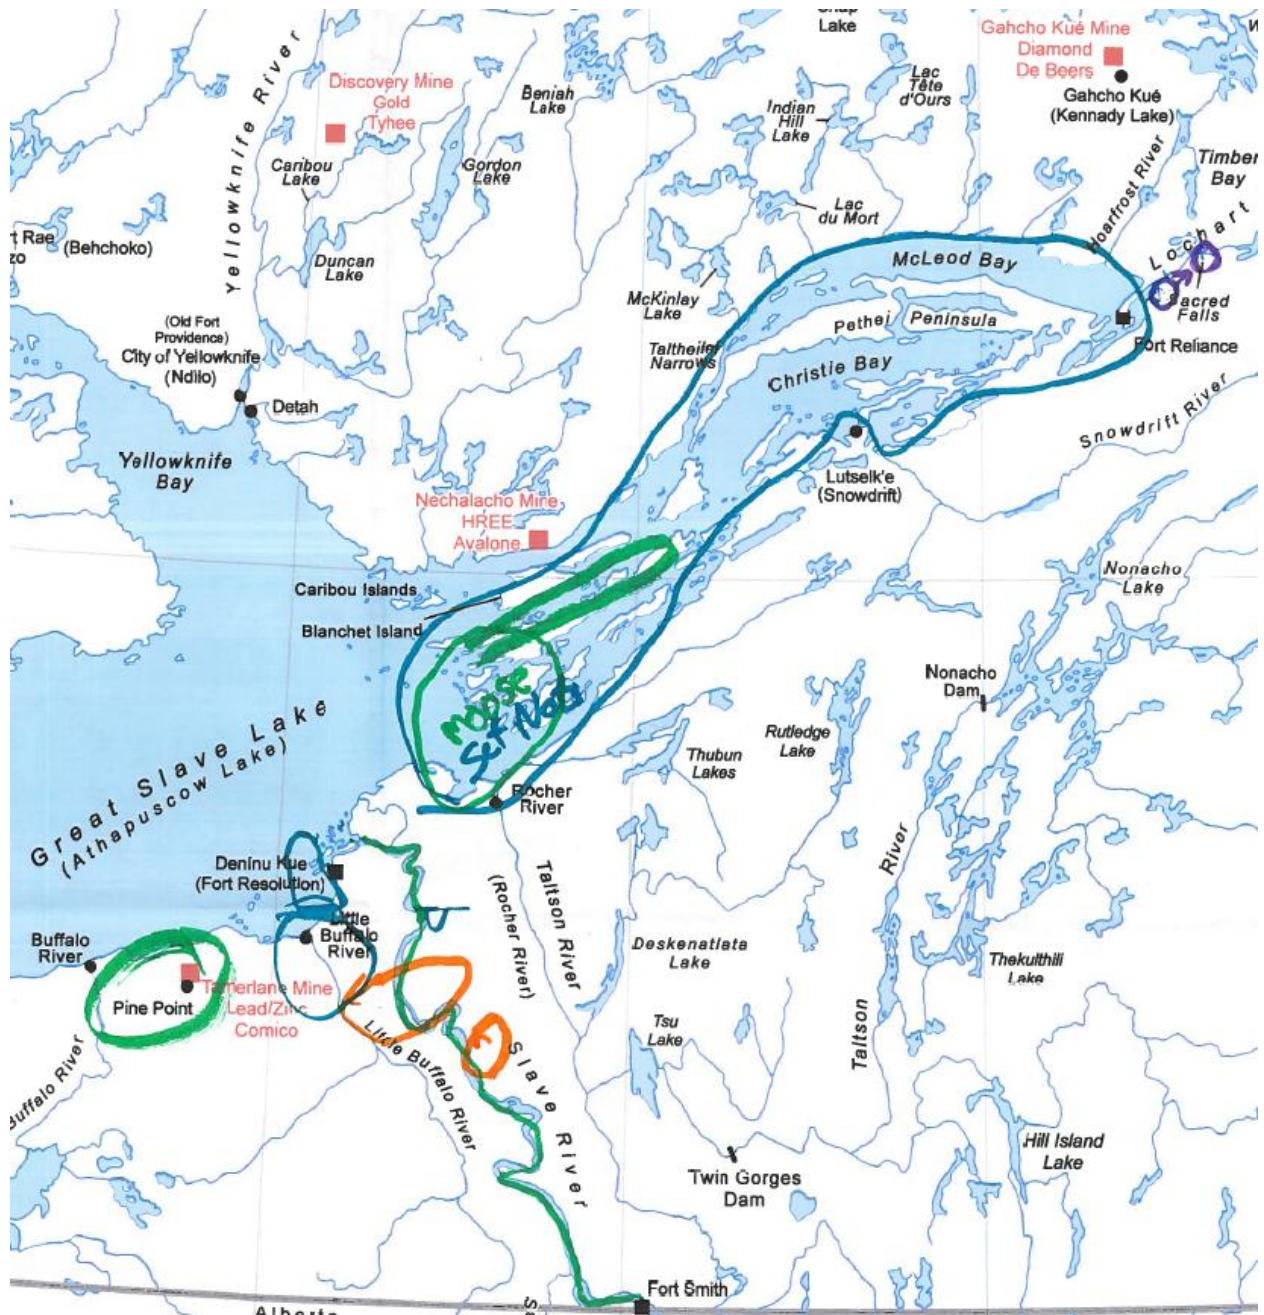 Lake
Gahcho Kué Mine
Diamond
De Beers
Gahcho Kué
(Kennady Lake)
Lac
Tête
d'Ours
Beniah
Lake
Indian
Hill
Lake
Yellowknife River
Discovery Mine
Gold
Tyhee
Caribou
Lake
Gordon
Lake
Hoarfrost River
Timber
Bay
Lac
du Mort
t Rae
zo
(Behchoko)
Duncan
Lake
McLeod Bay
Lochart
Sacred
Falls
McKinlay
Lake
Pethei Peninsula
Fort Reliance
(Old Fort
Providence)
City of Yellowknife
(Ndilo)
Detah
Taltheilei
Narrows
Christie Bay
Snowdrift River
Yellowknife
Bay
Lutselk'e
(Snowdrift)
Nechalacho Mine
HREE
Avalone
Nonacho
Lake
Caribou Islands
Blanchet Island
Nonacho
Dam
moose
Set Nets
Great Slave Lake
(Athapuscow Lake)
Rutledge
Lake
Thubun
Lakes
Rocher
River
Deninu Kue
(Fort Resolution)
Taltson River
(Rocher River)
Little
Buffalo
River
Buffalo
River
Deskenatlata
Lake
Thekulthili
Lake
Taltson River
Pine Point
Tamerlane Mine
Lead/Zinc
Comico
Tsu
Lake
Little Buffalo River
Slave River
Buffalo River
Hill Island
Lake
Twin Gorges
Dam
Fort Smith
Alberta